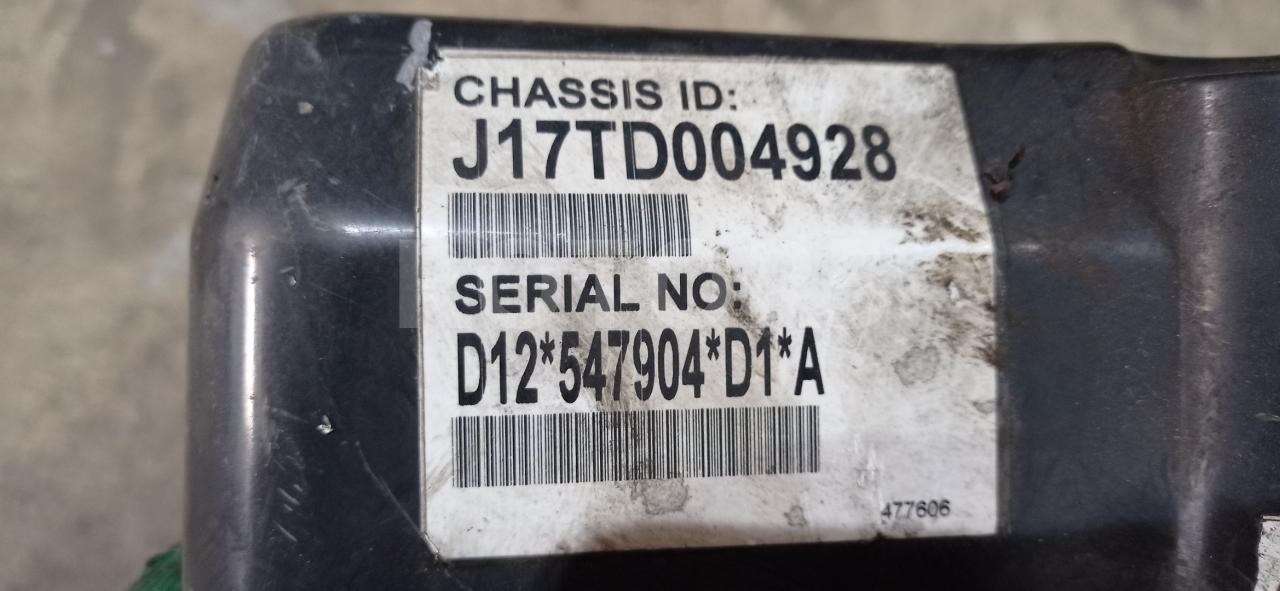 CHASSIS ID:
J17TD004928
SERIAL NO:
D12*547904*D1*A
477606